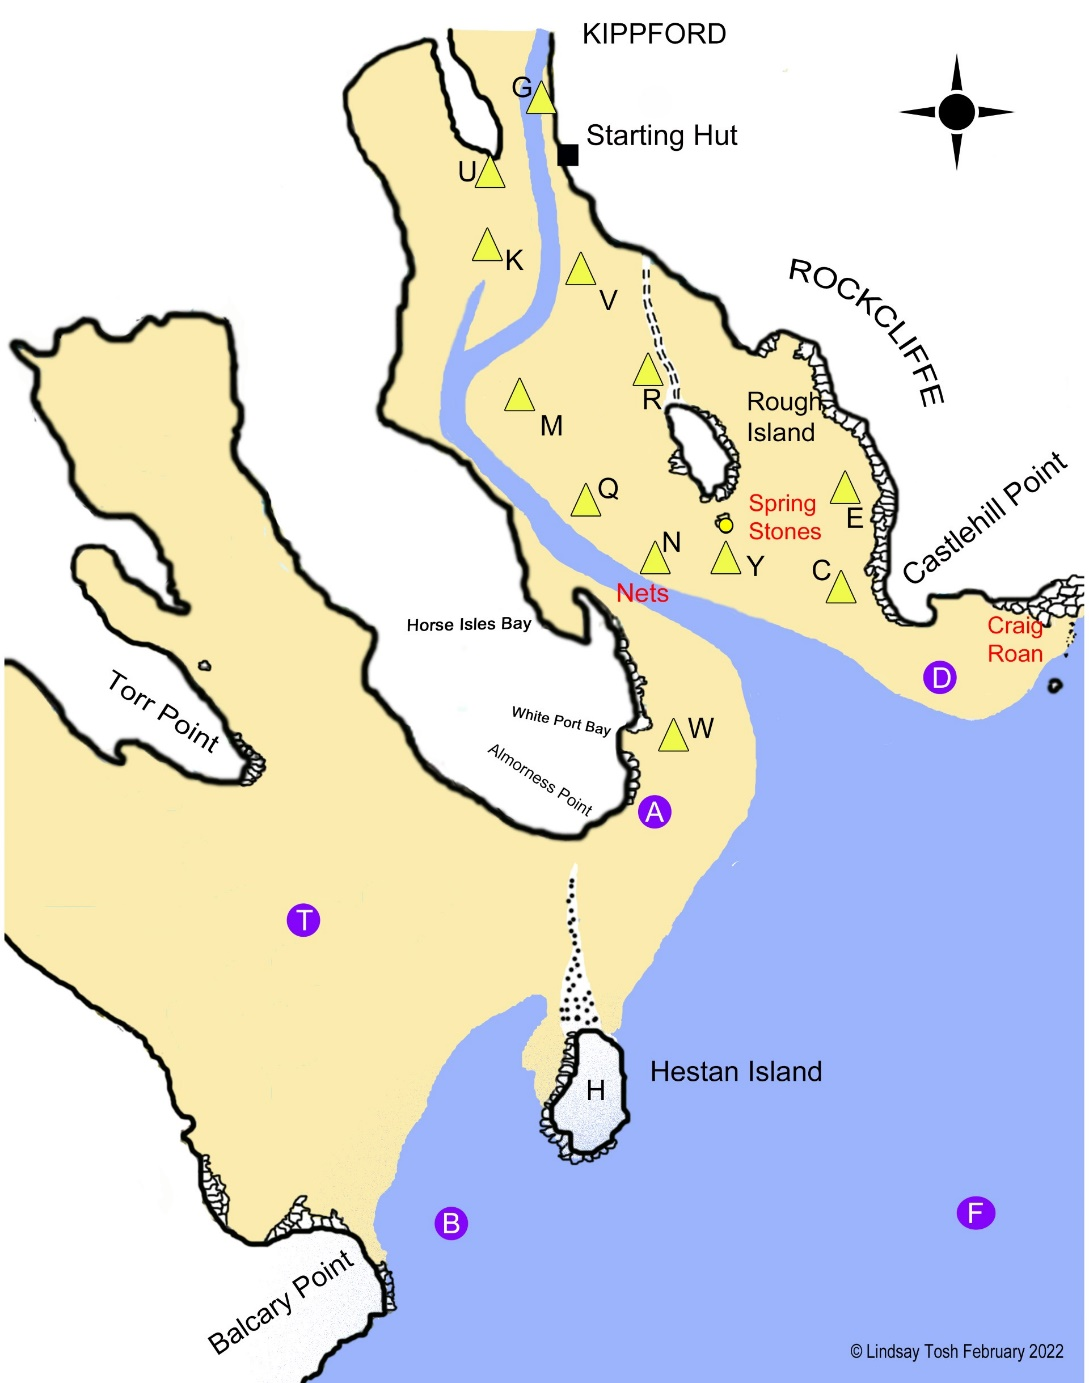 KIPPFORD
G
Starting Hut
U
K
V
ROCKCLIFFE
R
Rough
Island
M
Q
Spring
Stones
E
Castlehill Point
N
Y
C
Nets
Horse Isles Bay
Craig
Roan
D
Torr Point
White Port Bay
W
Almorness Point
A
T
Hestan Island
H
B
F
Balcary Point
© Lindsay Tosh February 2022